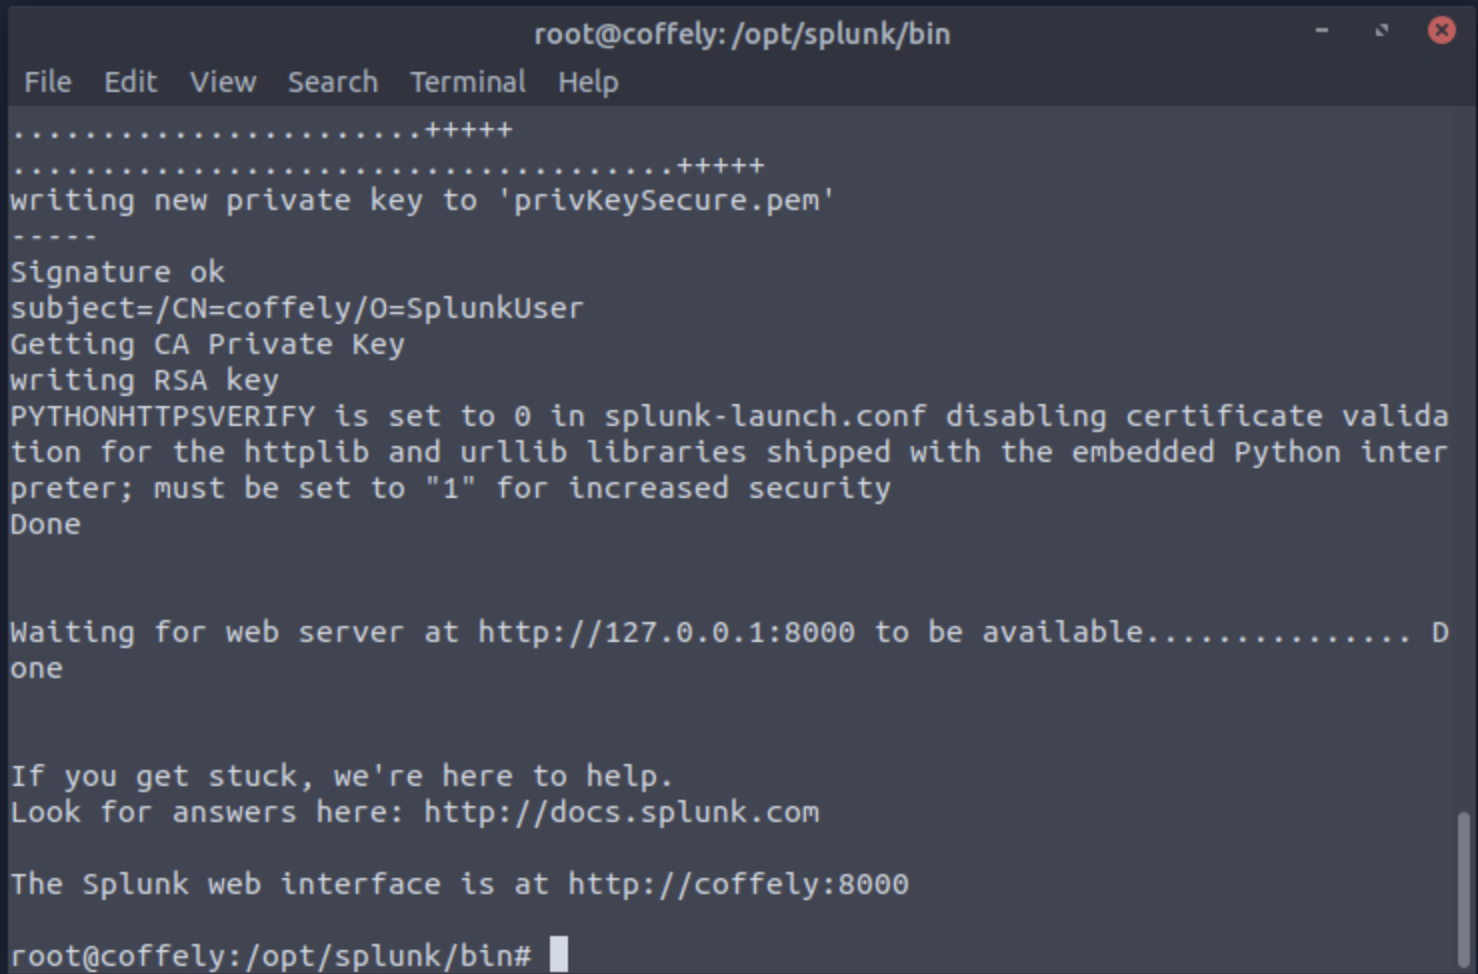 root@coffely: /opt/splunk/bin
File Edit View Search Terminal Help
.......................+++++
.....................................+++++
writing new private key to 'privKeySecure.pem'
-----
Signature ok
subject=/CN=coffely/O=SplunkUser
Getting CA Private Key
writing RSA key
PYTHONHTTPSVERIFY is set to 0 in splunk-launch.conf disabling certificate valida
tion for the httplib and urllib libraries shipped with the embedded Python inter
preter; must be set to "1" for increased security
Done
Waiting for web server at http://127.0.0.1:8000 to be available............... D
one
If you get stuck, we're here to help.
Look for answers here: http://docs.splunk.com
The Splunk web interface is at http://coffely:8000
root@coffely:/opt/splunk/bin#